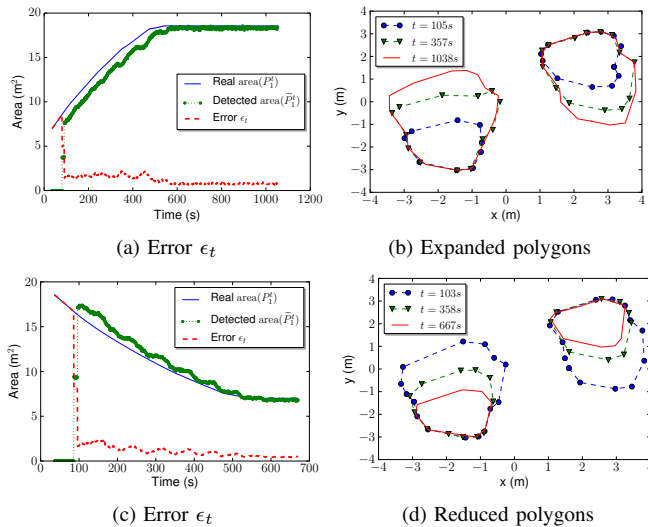 20
15
10
5
0
Area (m²)
Real area(P₁ᵗ)
Detected area(P̃₁ᵗ)
Error ϵₜ
0 200 400 600 800 1000 1200
Time (s)
(a) Error ϵₜ
4
3
2
1
0
−1
−2
−3
−4
y (m)
t = 105s
t = 357s
t = 1038s
−4 −3 −2 −1 0 1 2 3 4
x (m)
(b) Expanded polygons
20
15
10
5
0
Area (m²)
Real area(P₁ᵗ)
Detected area(P̃₁ᵗ)
Error ϵₜ
0 100 200 300 400 500 600 700
Time (s)
(c) Error ϵₜ
4
3
2
1
0
−1
−2
−3
−4
y (m)
t = 103s
t = 358s
t = 667s
−4 −3 −2 −1 0 1 2 3 4
x (m)
(d) Reduced polygons